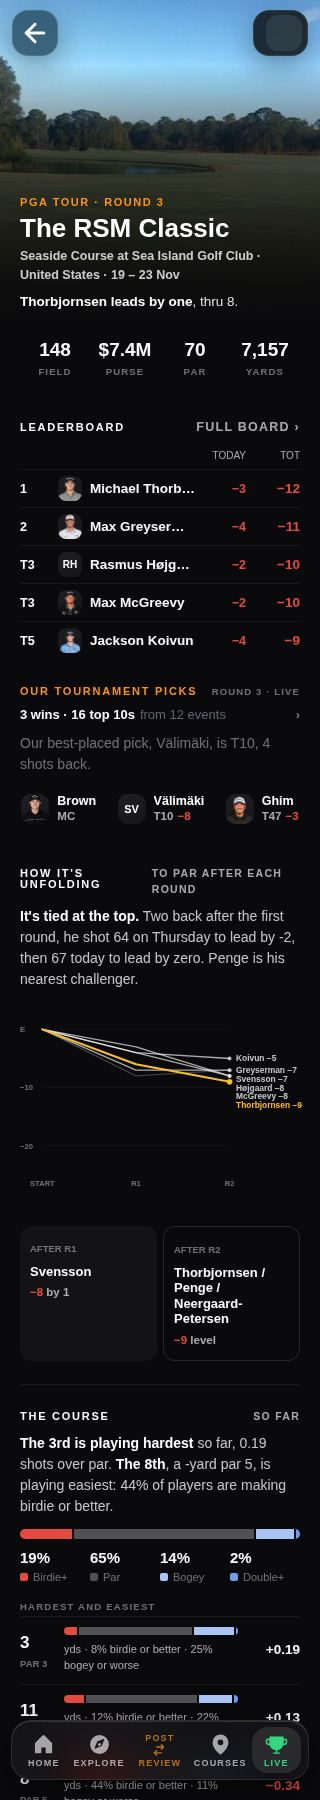 PGA TOUR · ROUND 3
The RSM Classic
Seaside Course at Sea Island Golf Club ·
United States · 19 – 23 Nov
Thorbjornsen leads by one, thru 8.
148 $7.4M 70 7,157
FIELD PURSE PAR YARDS
LEADERBOARD FULL BOARD ›
TODAY TOT
1 Michael Thorb… −3 −12
2 Max Greyser… −4 −11
T3 RH Rasmus Højg… −2 −10
T3 Max McGreevy −2 −10
T5 Jackson Koivun −4 −9
OUR TOURNAMENT PICKS ROUND 3 · LIVE
3 wins · 16 top 10s from 12 events ›
Our best-placed pick, Välimäki, is T10, 4
shots back.
Brown SV Välimäki Ghim
MC T10 −8 T47 −3
HOW IT'S UNFOLDING
TO PAR AFTER EACH ROUND
It's tied at the top. Two back after the first
round, he shot 64 on Thursday to lead by -2,
then 67 today to lead by zero. Penge is his
nearest challenger.
E
Koivun −5
Greyserman −7
Svensson −7
Højgaard −8
−10
McGreevy −8
Thorbjornsen −9
−20
START R1 R2
AFTER R1
Svensson
−8 by 1
AFTER R2
Thorbjornsen /
Penge /
Neergaard-
Petersen
−9 level
THE COURSE SO FAR
The 3rd is playing hardest so far, 0.19
shots over par. The 8th, a -yard par 5, is
playing easiest: 44% of players are making
birdie or better.
19% 65% 14% 2%
Birdie+ Par Bogey Double+
HARDEST AND EASIEST
3
PAR 3
yds · 8% birdie or better · 25%
bogey or worse
+0.19
11
yds · 12% birdie or better · 22%
+0.13
POST
REVIEW
HOME EXPLORE COURSES LIVE
8
yds · 44% birdie or better · 11%
−0.34
PAR 5
bogey or worse